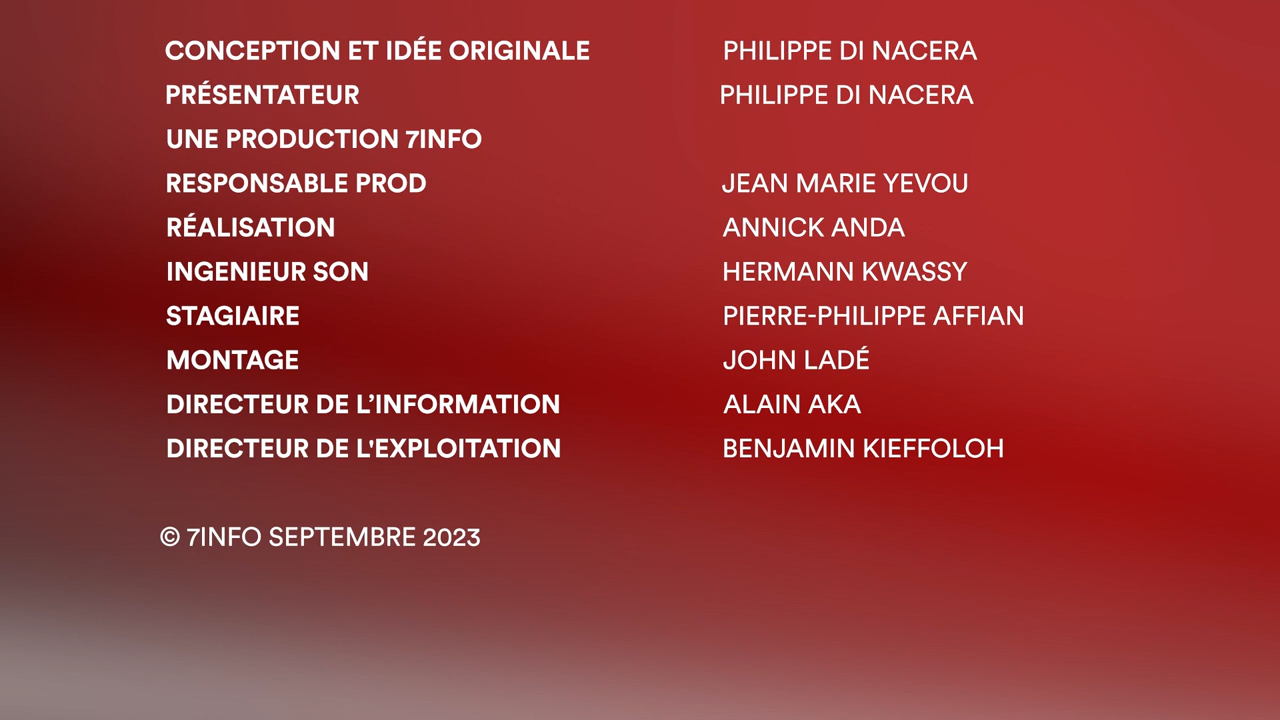 CONCEPTION ET IDÉE ORIGINALE PHILIPPE DI NACERA
PRÉSENTATEUR PHILIPPE DI NACERA
UNE PRODUCTION 7INFO
RESPONSABLE PROD JEAN MARIE YEVOU
RÉALISATION ANNICK ANDA
INGENIEUR SON HERMANN KWASSY
STAGIAIRE PIERRE-PHILIPPE AFFIAN
MONTAGE JOHN LADÉ
DIRECTEUR DE L’INFORMATION ALAIN AKA
DIRECTEUR DE L'EXPLOITATION BENJAMIN KIEFFOLOH
© 7INFO SEPTEMBRE 2023